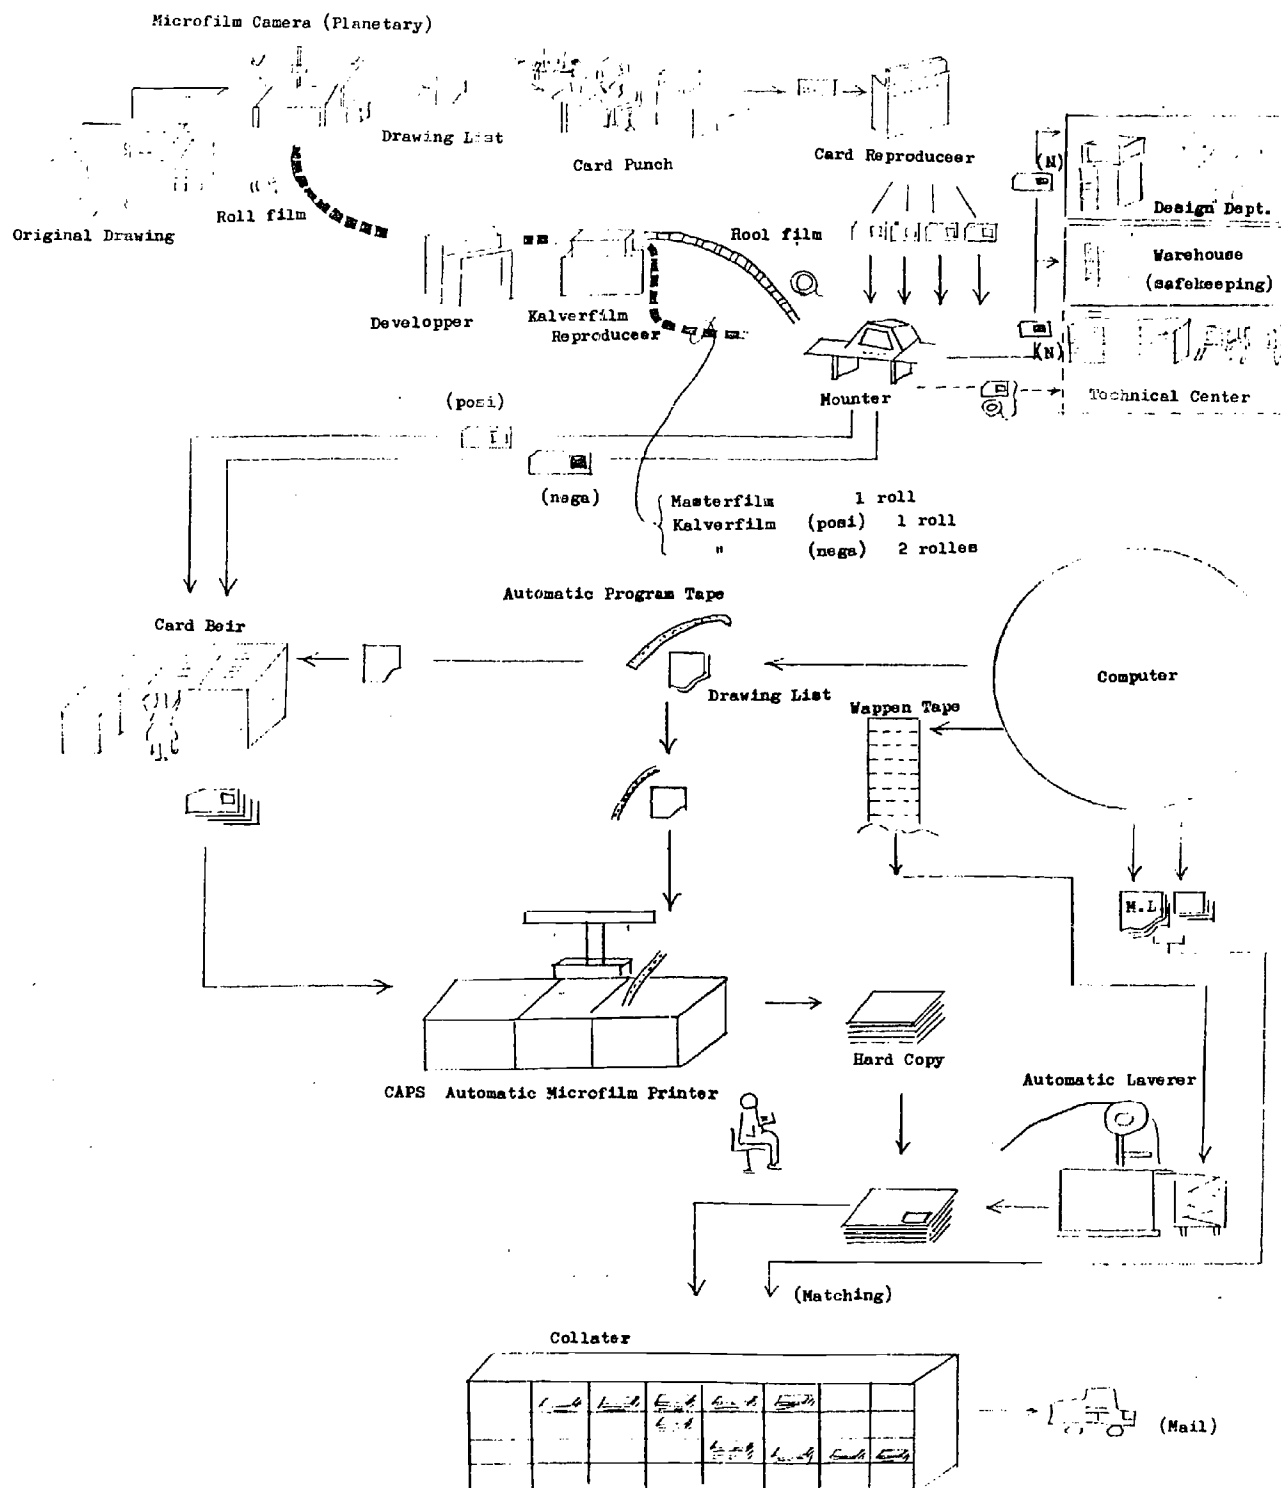 Microfilm Camera (Planetary)
Drawing List
Card Punch
Card Reproduceer
(N)
Design Dept.
Original Drawing
Roll film
Rool film
Warehouse
(safekeeping)
Developper
Kalverfilm
Reproduceer
(N)
Mounter
Technical Center
(posi)
(nega)
Masterfilm 1 roll
Kalverfilm (posi) 1 roll
" (nega) 2 rolles
Automatic Program Tape
Card Beir
Computer
Drawing List
Wappen Tape
M.L
Hard Copy
CAPS Automatic Microfilm Printer
Automatic Laverer
(Matching)
Collater
(Mail)